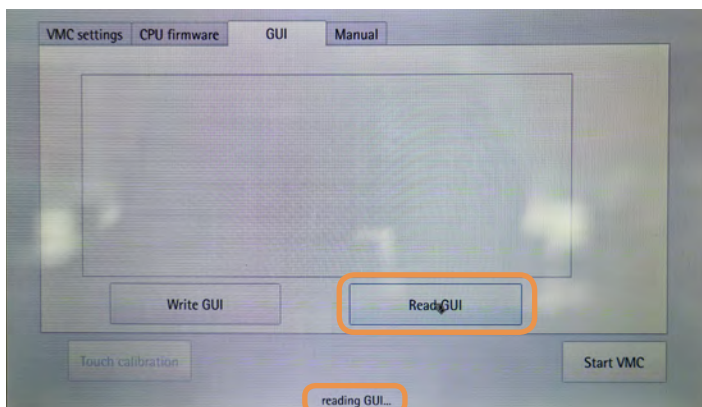 VMC settings CPU firmware GUI Manual
Write GUI Read GUI
Touch calibration Start VMC
reading GUI...